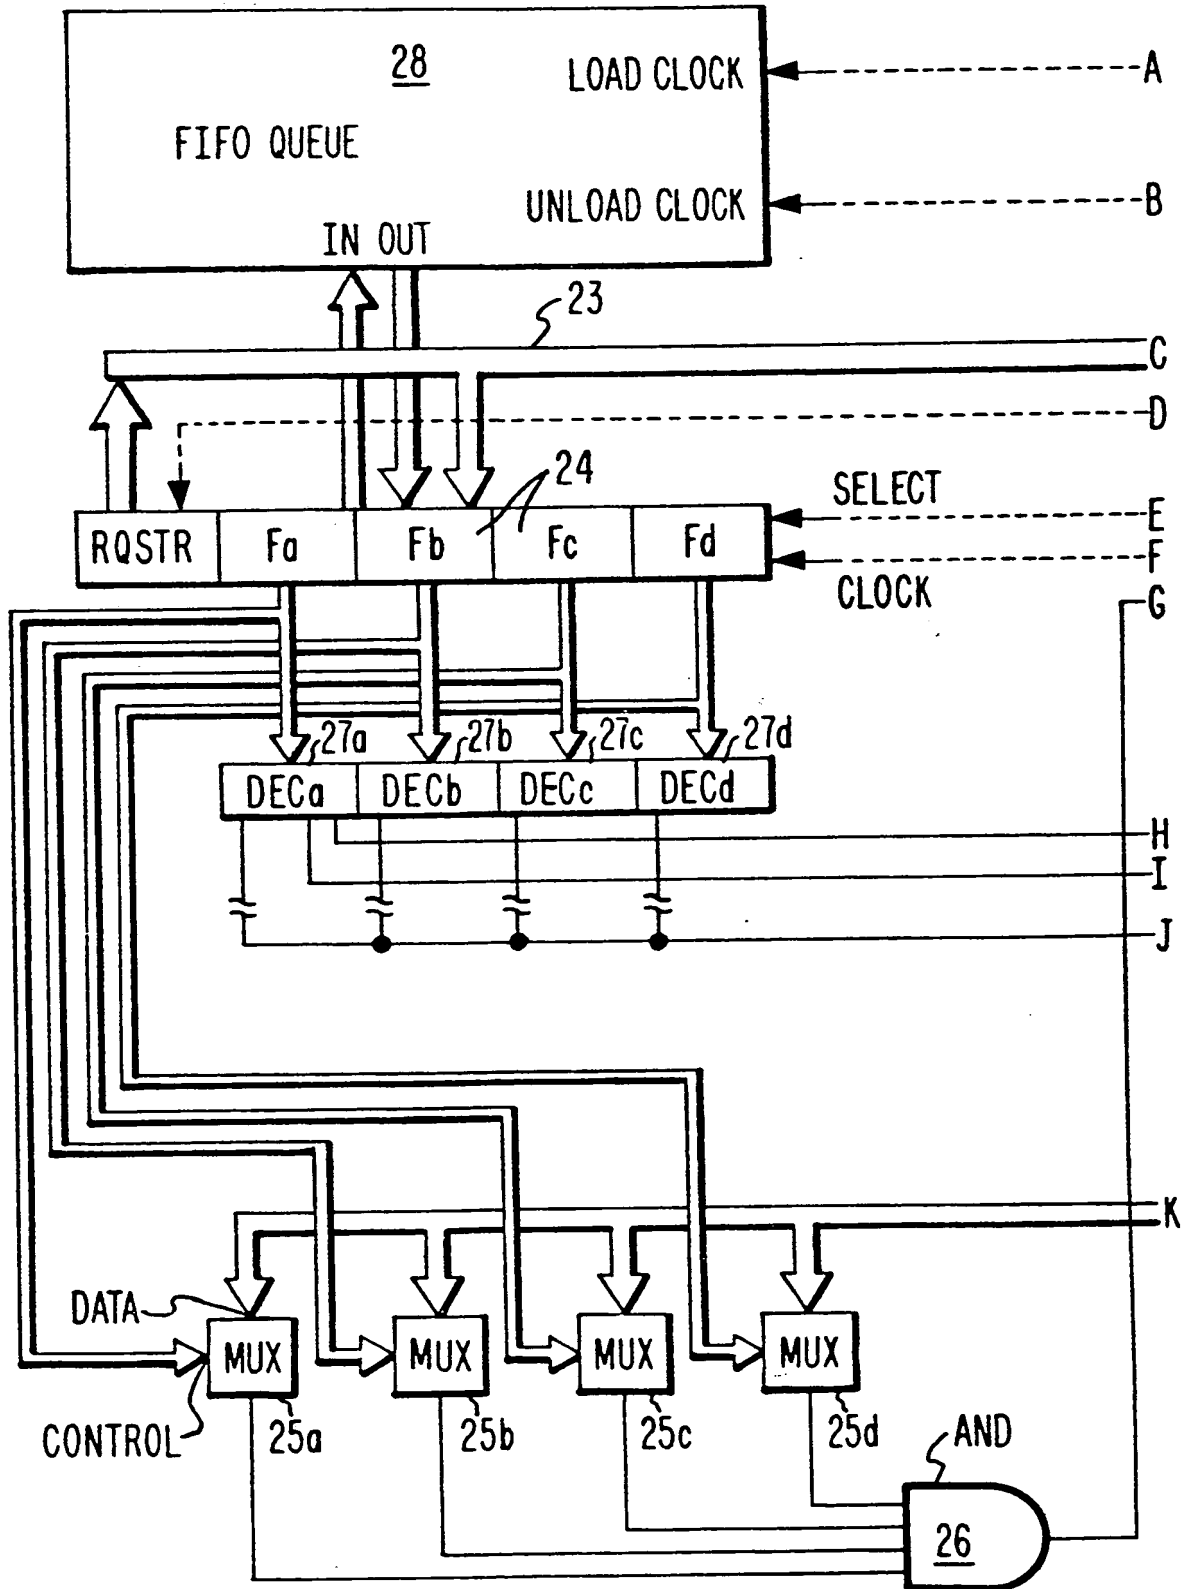 28
LOAD CLOCK
A
FIFO QUEUE
UNLOAD CLOCK
B
IN OUT
23
C
D
24
SELECT
E
RQSTR
Fa
Fb
Fc
Fd
F
CLOCK
G
27a
27b
27c
27d
DECa
DECb
DECc
DECd
H
I
J
K
DATA
MUX
MUX
MUX
MUX
CONTROL
25a
25b
25c
25d
AND
26